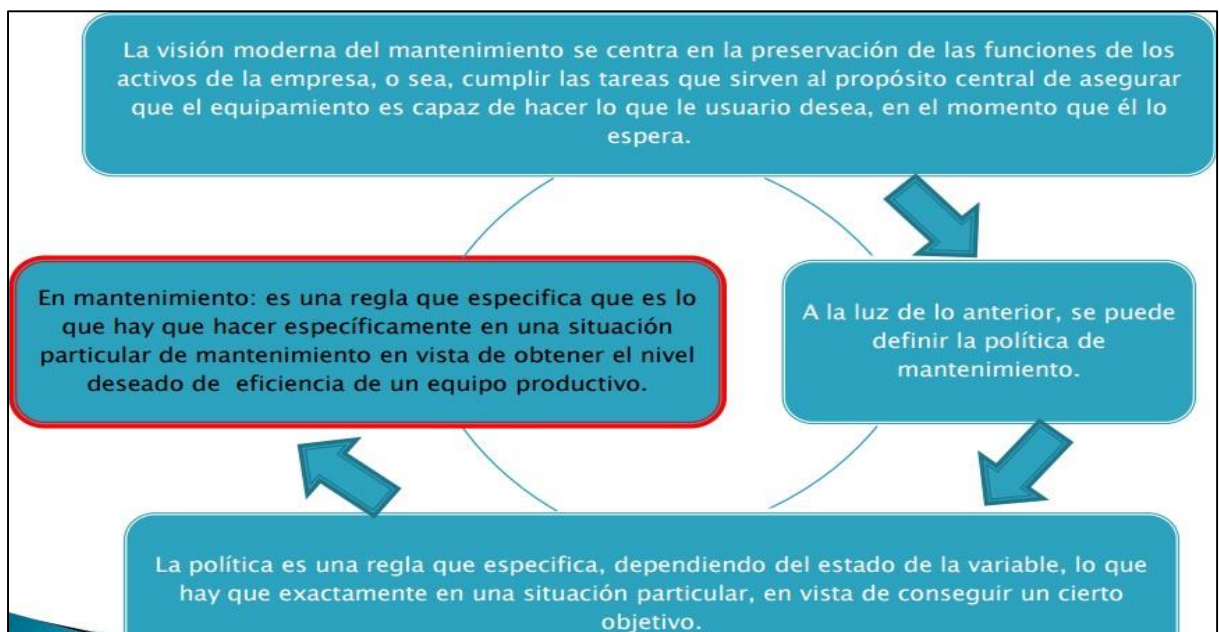 La visión moderna del mantenimiento se centra en la preservación de las funciones de los
activos de la empresa, o sea, cumplir las tareas que sirven al propósito central de asegurar
que el equipamiento es capaz de hacer lo que le usuario desea, en el momento que él lo
espera.
A la luz de lo anterior, se puede
definir la política de
mantenimiento.
La política es una regla que especifica, dependiendo del estado de la variable, lo que
hay que exactamente en una situación particular, en vista de conseguir un cierto
objetivo.
En mantenimiento: es una regla que especifica que es lo
que hay que hacer específicamente en una situación
particular de mantenimiento en vista de obtener el nivel
deseado de eficiencia de un equipo productivo.